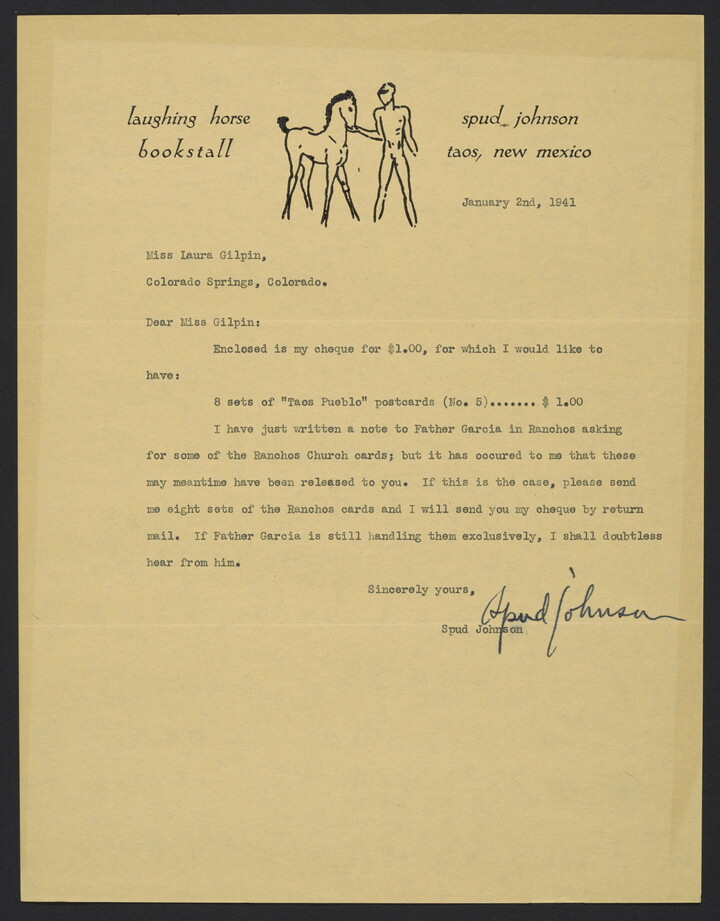 laughing horse
bookstall
spud johnson
taos, new mexico
January 2nd, 1941
Miss Laura Gilpin,
Colorado Springs, Colorado.
Dear Miss Gilpin:
Enclosed is my cheque for $1.00, for which I would like to
have:
8 sets of "Taos Pueblo" postcards (No. 5)....... $ 1.00
I have just written a note to Father Garcia in Ranchos asking
for some of the Ranchos Church cards; but it has occured to me that these
may meantime have been released to you.  If this is the case, please send
me eight sets of the Ranchos cards and I will send you my cheque by return
mail.  If Father Garcia is still handling them exclusively, I shall doubtless
hear from him.
Sincerely yours,
Spud Johnson
Spud Johnson